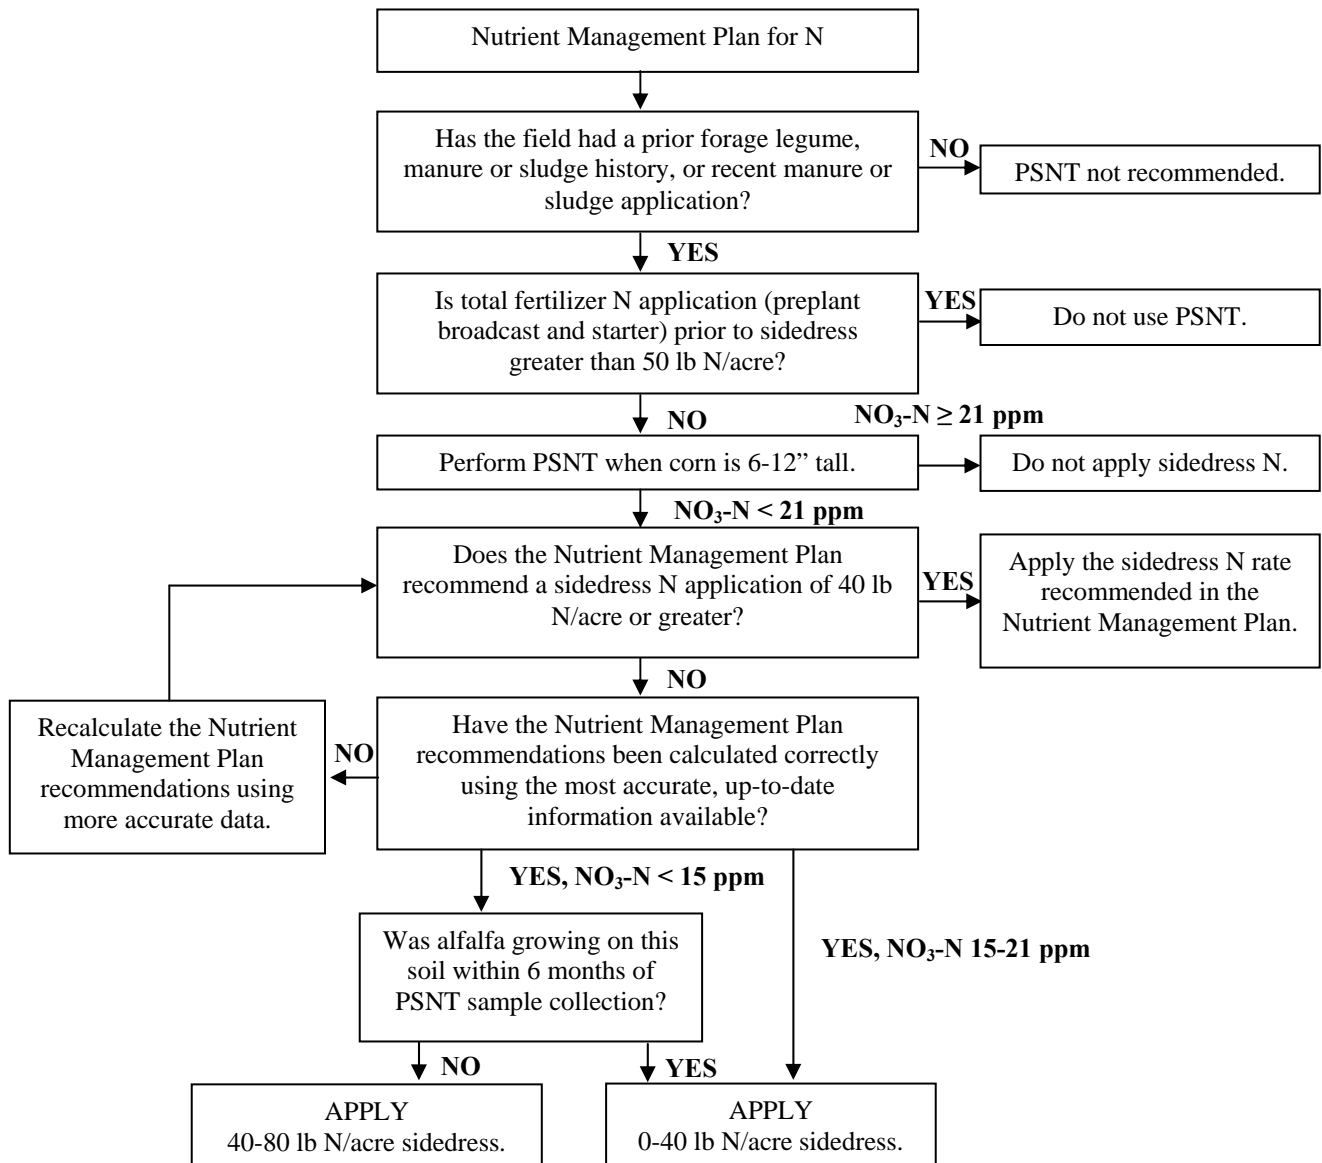 Nutrient Management Plan for N
Has the field had a prior forage legume,
manure or sludge history, or recent manure or
sludge application?
NO
PSNT not recommended.
YES
Is total fertilizer N application (preplant
broadcast and starter) prior to sidedress
greater than 50 lb N/acre?
YES
Do not use PSNT.
NO
NO₃-N ≥ 21 ppm
Perform PSNT when corn is 6-12” tall.
Do not apply sidedress N.
NO₃-N < 21 ppm
Does the Nutrient Management Plan
recommend a sidedress N application of 40 lb
N/acre or greater?
YES
Apply the sidedress N rate
recommended in the
Nutrient Management Plan.
NO
Have the Nutrient Management Plan
recommendations been calculated correctly
using the most accurate, up-to-date
information available?
NO
Recalculate the Nutrient
Management Plan
recommendations using
more accurate data.
YES, NO₃-N < 15 ppm
Was alfalfa growing on this
soil within 6 months of
PSNT sample collection?
YES, NO₃-N 15-21 ppm
NO
YES
APPLY
40-80 lb N/acre sidedress.
APPLY
0-40 lb N/acre sidedress.